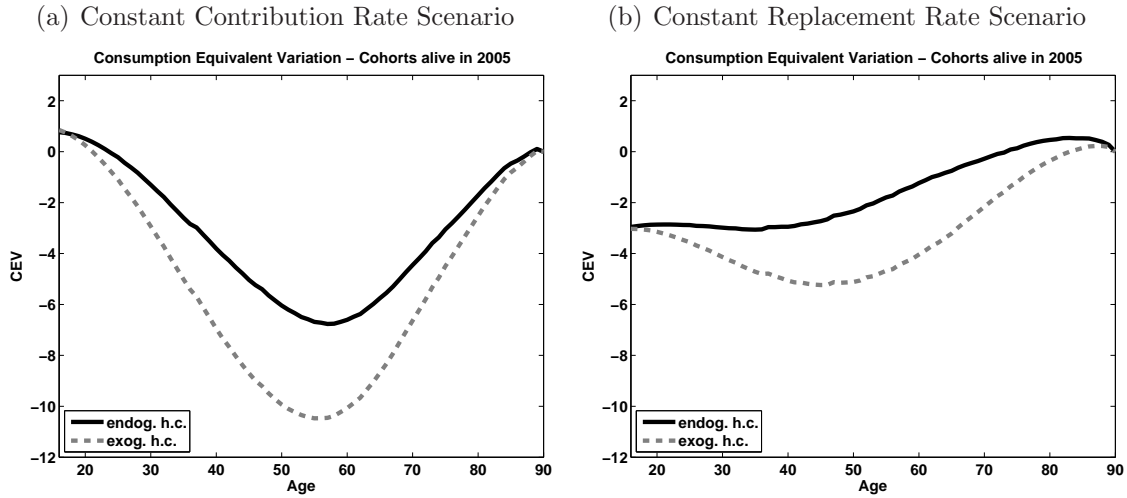 (a) Constant Contribution Rate Scenario
Consumption Equivalent Variation – Cohorts alive in 2005
CEV
2
0
−2
−4
−6
−8
−10
−12
20 30 40 50 60 70 80 90
Age
endog. h.c.
exog. h.c.
(b) Constant Replacement Rate Scenario
Consumption Equivalent Variation – Cohorts alive in 2005
CEV
2
0
−2
−4
−6
−8
−10
−12
20 30 40 50 60 70 80 90
Age
endog. h.c.
exog. h.c.